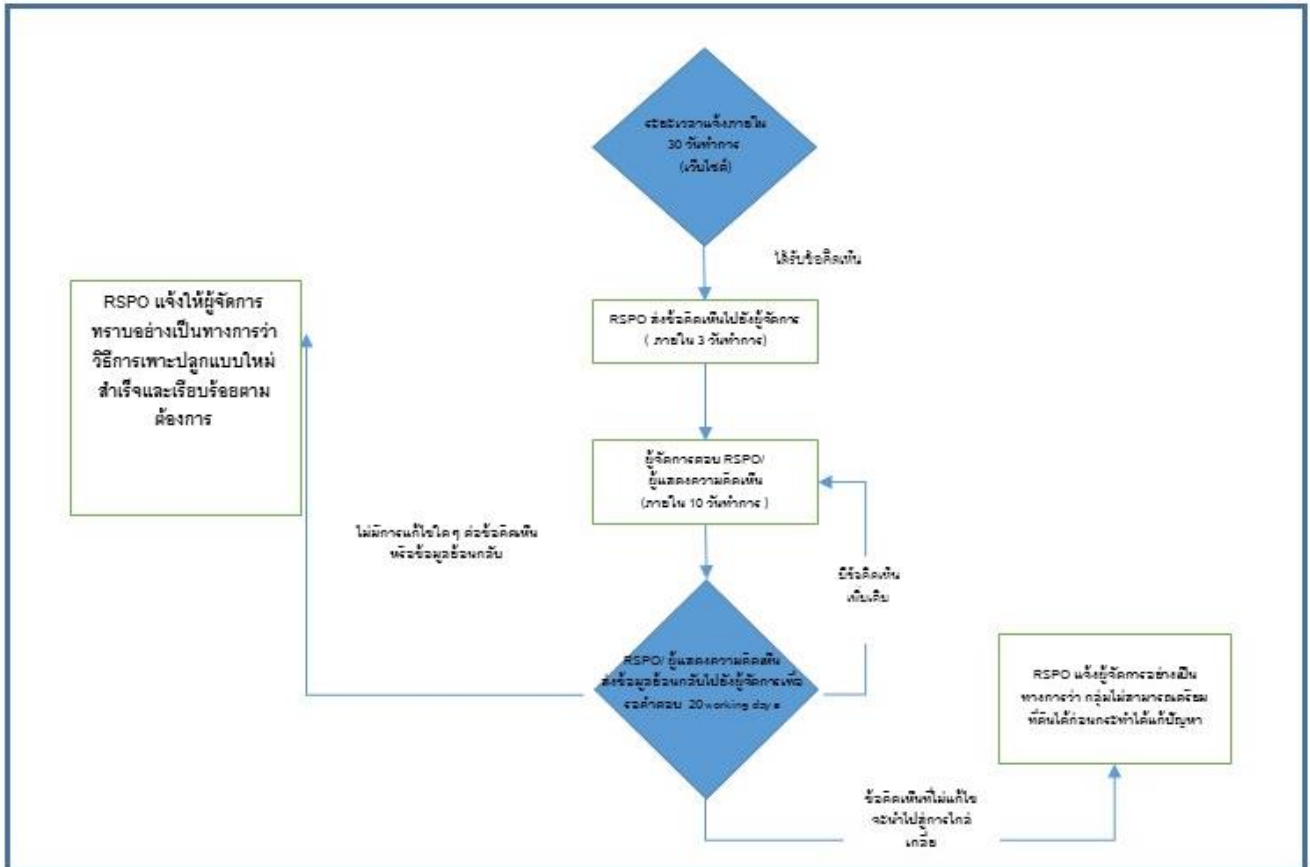 ระยะเวลาแจ้งภายใน
30 วันทำการ
(เว็บไซต์)
ได้รับข้อคิดเห็น
RSPO ส่งข้อคิดเห็นไปยังผู้จัดการ
( ภายใน 3 วันทำการ)
RSPO แจ้งให้ผู้จัดการ
ทราบอย่างเป็นทางการว่า
วิธีการเพาะปลูกแบบใหม่
สำเร็จและเรียบร้อยตาม
ต้องการ
ผู้จัดการตอบ RSPO/
ผู้แสดงความคิดเห็น
(ภายใน 10 วันทำการ )
ไม่มีการแก้ไขใดๆ ต่อข้อคิดเห็น
หรือข้อมูลย้อนกลับ
มีข้อคิดเห็น
เพิ่มเติม
RSPO/ ผู้แสดงความคิดเห็น
ส่งข้อมูลย้อนกลับไปยังผู้จัดการเพื่อ
รอคำตอบ 20 working days
RSPO แจ้งผู้จัดการอย่างเป็น
ทางการว่า กลุ่มไม่สามารถเตรียม
ที่ดินได้ก่อนกระทำได้แก้ปัญหา
ข้อคิดเห็นที่ไม่แก้ไข
จะนำไปสู่การไกล่
เกลี่ย